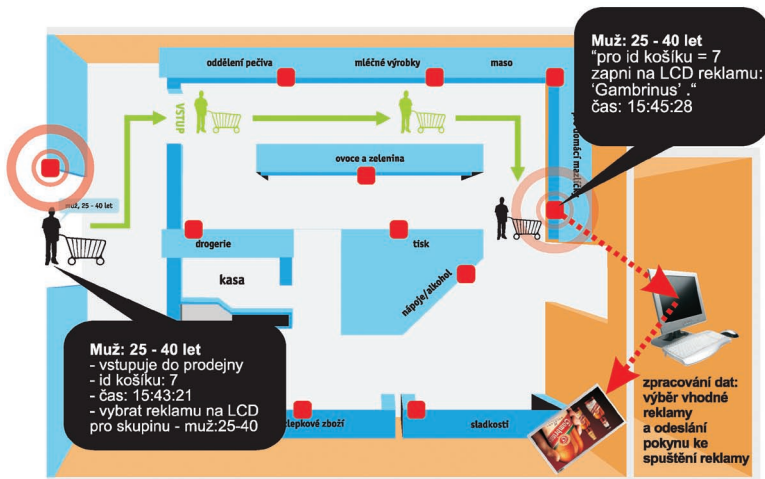 Muž: 25 - 40 let
"pro id košíku = 7
zapni na LCD reklamu:
‘Gambrinus’ .“
čas: 15:45:28
oddělení pečiva
mléčné výrobky
maso
VSTUP
domácí mazlíčky
ovoce a zelenina
muž, 25 - 40 let
drogerie
tisk
kasa
nápoje/alkohol
Muž: 25 - 40 let
- vstupuje do prodejny
- id košíku: 7
- čas: 15:43:21
- vybrat reklamu na LCD
pro skupinu - muž:25-40
zboží
sladkosti
zpracování dat:
výběr vhodné
reklamy
a odeslání
pokynu ke
spuštění reklamy